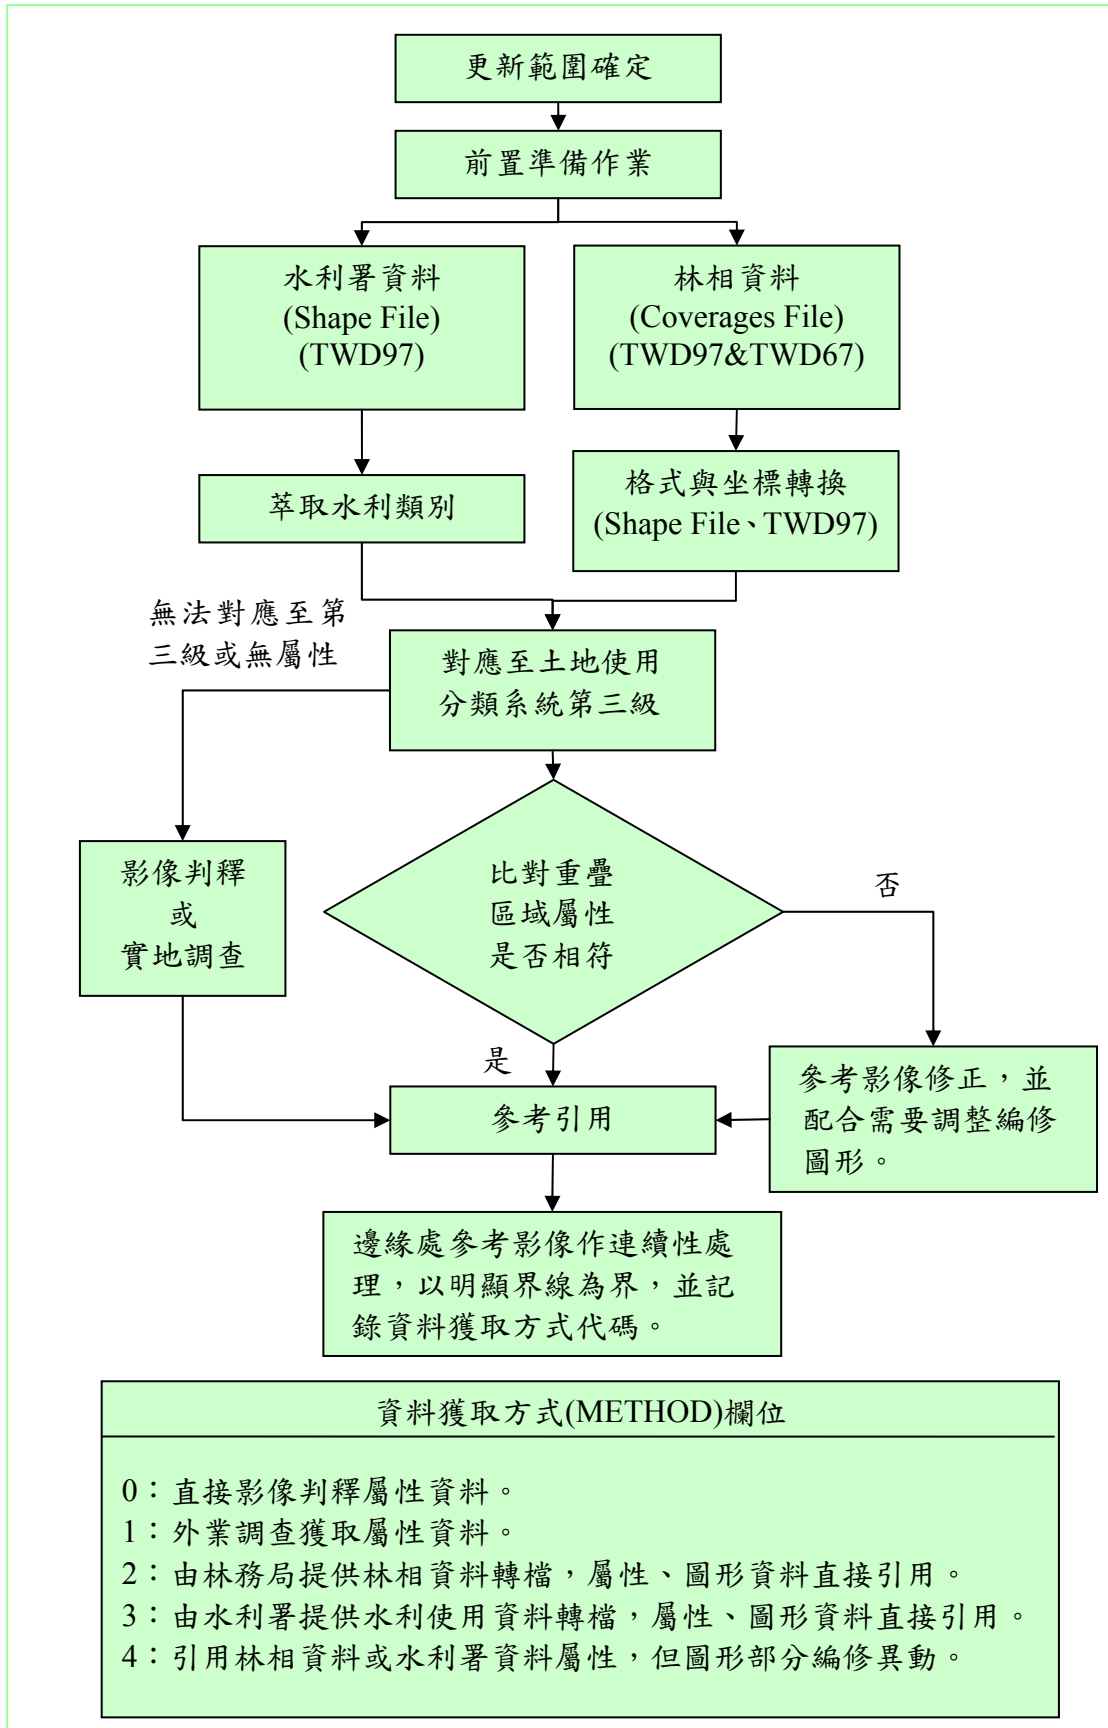 更新範圍確定
前置準備作業
水利署資料
(Shape File)
(TWD97)
林相資料
(Coverages File)
(TWD97&TWD67)
萃取水利類別
格式與坐標轉換
(Shape File、TWD97)
無法對應至第
三級或無屬性
對應至土地使用
分類系統第三級
影像判釋
或
實地調查
比對重疊
區域屬性
是否相符
否
是
參考引用
參考影像修正，並
配合需要調整編修
圖形。
邊緣處參考影像作連續性處
理，以明顯界線為界，並記
錄資料獲取方式代碼。
資料獲取方式(METHOD)欄位
0：直接影像判釋屬性資料。
1：外業調查獲取屬性資料。
2：由林務局提供林相資料轉檔，屬性、圖形資料直接引用。
3：由水利署提供水利使用資料轉檔，屬性、圖形資料直接引用。
4：引用林相資料或水利署資料屬性，但圖形部分編修異動。